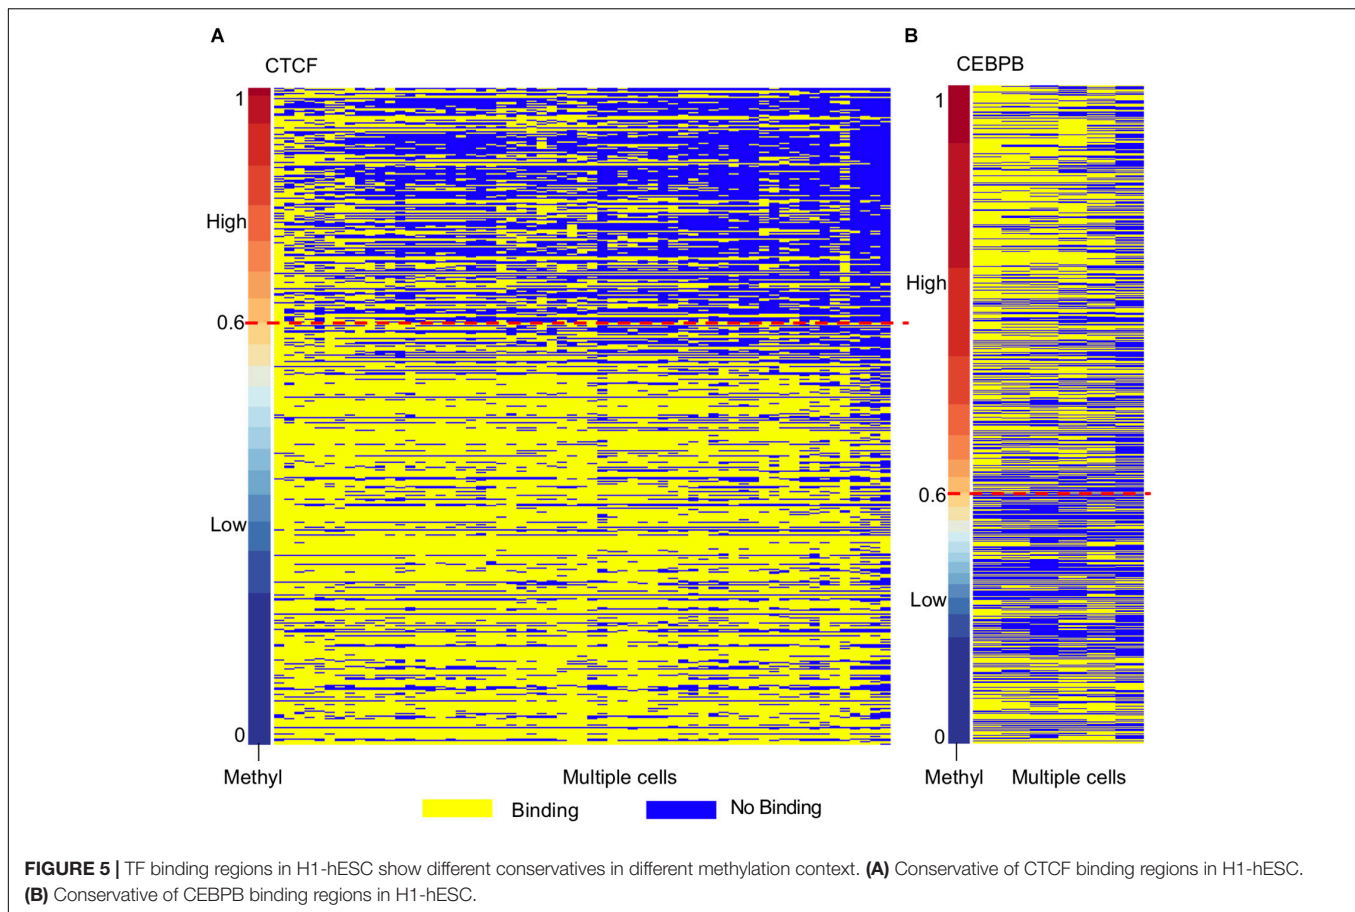 A
CTCF
1
High
0.6
Low
0
Methyl
Multiple cells
B
CEBPB
1
High
0.6
Low
0
Methyl
Multiple cells
Binding
No Binding
FIGURE 5 | TF binding regions in H1-hESC show different conservatives in different methylation context. (A) Conservative of CTCF binding regions in H1-hESC.
(B) Conservative of CEBPB binding regions in H1-hESC.